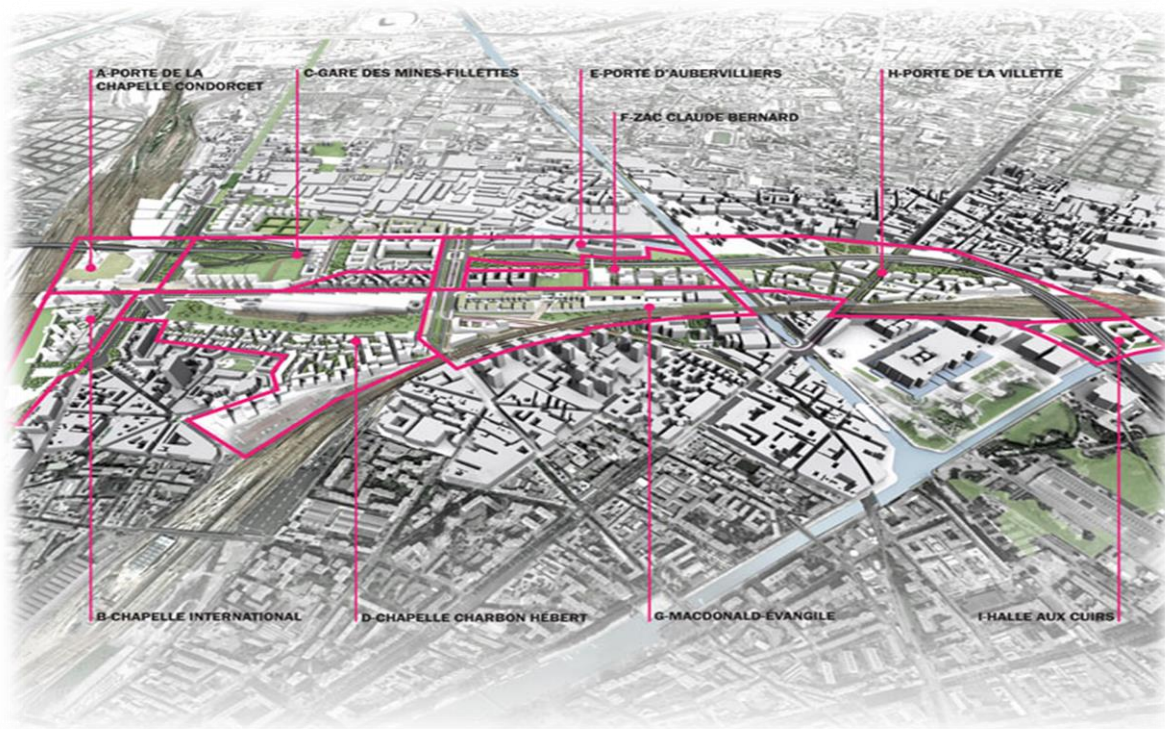 A-PORTE DE LA
CHAPELLE CONDORCET
C-GARE DES MINES-FILLETTES
E-PORTE D'AUBERVILLIERS
H-PORTE DE LA VILLETTE
F-ZAC CLAUDE BERNARD
B-CHAPELLE INTERNATIONAL
D-CHAPELLE CHARBON HÉBERT
G-MACDONALD-ÉVANGILE
I-HALLE AUX CUIRS